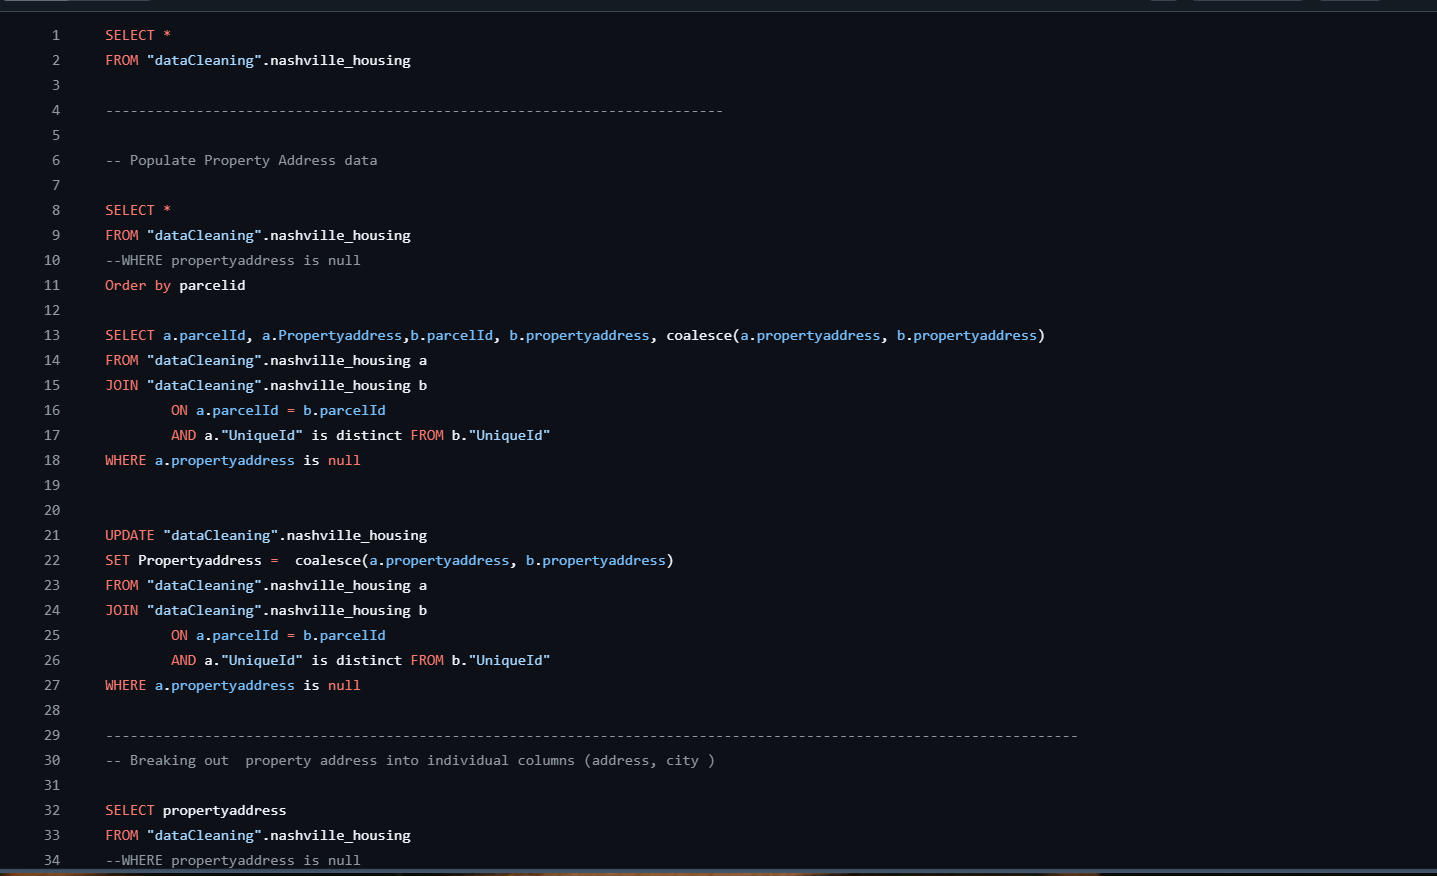 1 SELECT *
2 FROM "dataCleaning".nashville_housing
3
4 ---------------------------------------------------------------------------
5
6 -- Populate Property Address data
7
8 SELECT *
9 FROM "dataCleaning".nashville_housing
10 --WHERE propertyaddress is null
11 Order by parcelid
12
13 SELECT a.parcelId, a.Propertyaddress,b.parcelId, b.propertyaddress, coalesce(a.propertyaddress, b.propertyaddress)
14 FROM "dataCleaning".nashville_housing a
15 JOIN "dataCleaning".nashville_housing b
16         ON a.parcelId = b.parcelId
17         AND a."UniqueId" is distinct FROM b."UniqueId"
18 WHERE a.propertyaddress is null
19
20
21 UPDATE "dataCleaning".nashville_housing
22 SET Propertyaddress =  coalesce(a.propertyaddress, b.propertyaddress)
23 FROM "dataCleaning".nashville_housing a
24 JOIN "dataCleaning".nashville_housing b
25         ON a.parcelId = b.parcelId
26         AND a."UniqueId" is distinct FROM b."UniqueId"
27 WHERE a.propertyaddress is null
28
29 ----------------------------------------------------------------------------------------------------------------------
30 -- Breaking out  property address into individual columns (address, city )
31
32 SELECT propertyaddress
33 FROM "dataCleaning".nashville_housing
34 --WHERE propertyaddress is null